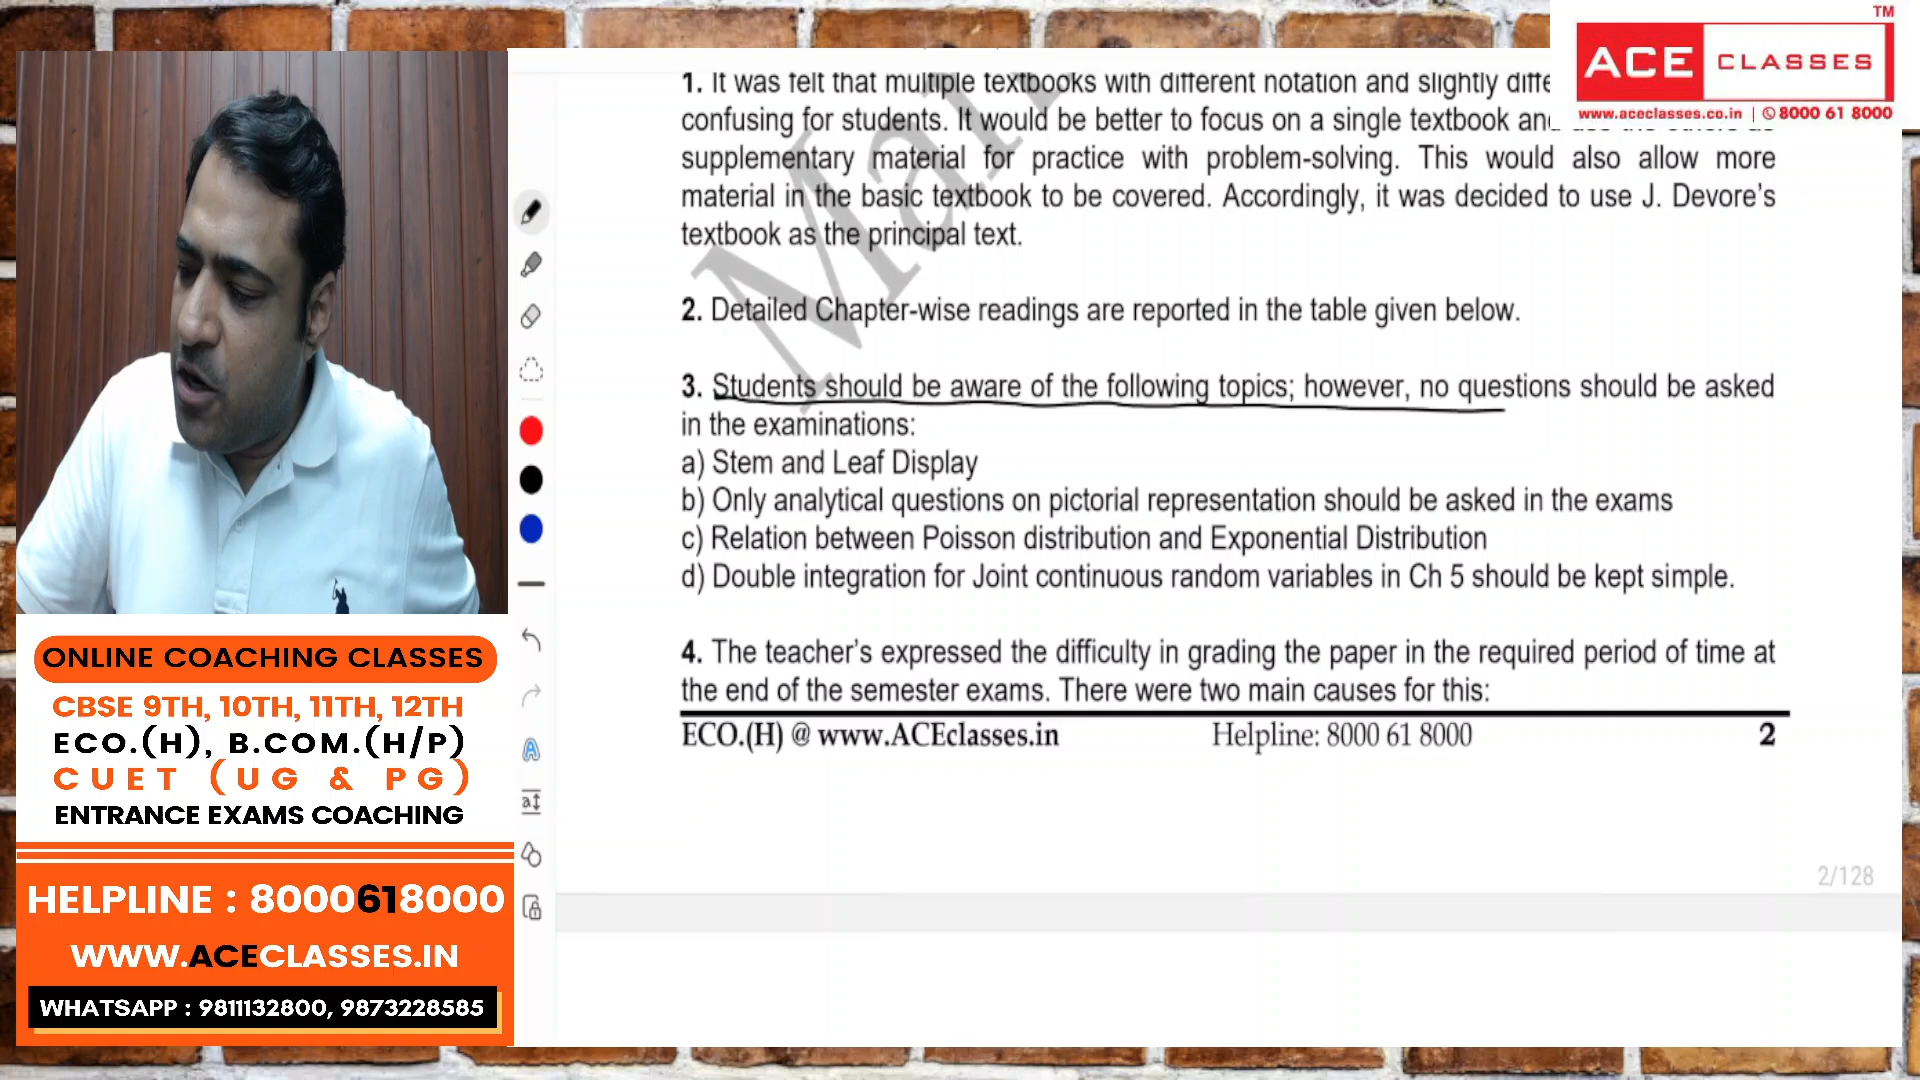 TM
ACE CLASSES
www.aceclasses.co.in | 8000 61 8000
1. It was felt that multiple textbooks with different notation and slightly diffe
confusing for students. It would be better to focus on a single textbook and
supplementary material for practice with problem-solving. This would also allow more
material in the basic textbook to be covered. Accordingly, it was decided to use J. Devore's
textbook as the principal text.
2. Detailed Chapter-wise readings are reported in the table given below.
3. Students should be aware of the following topics; however, no questions should be asked
in the examinations:
a) Stem and Leaf Display
b) Only analytical questions on pictorial representation should be asked in the exams
c) Relation between Poisson distribution and Exponential Distribution
d) Double integration for Joint continuous random variables in Ch 5 should be kept simple.
4. The teacher's expressed the difficulty in grading the paper in the required period of time at
the end of the semester exams. There were two main causes for this:
ECO.(H) @ www.ACEclasses.in Helpline: 8000 61 8000 2
2/128
ONLINE COACHING CLASSES
CBSE 9TH, 10TH, 11TH, 12TH
ECO.(H), B.COM.(H/P)
CUET (UG & PG)
ENTRANCE EXAMS COACHING
HELPLINE : 8000618000
WWW.ACECLASSES.IN
WHATSAPP : 9811132800, 9873228585